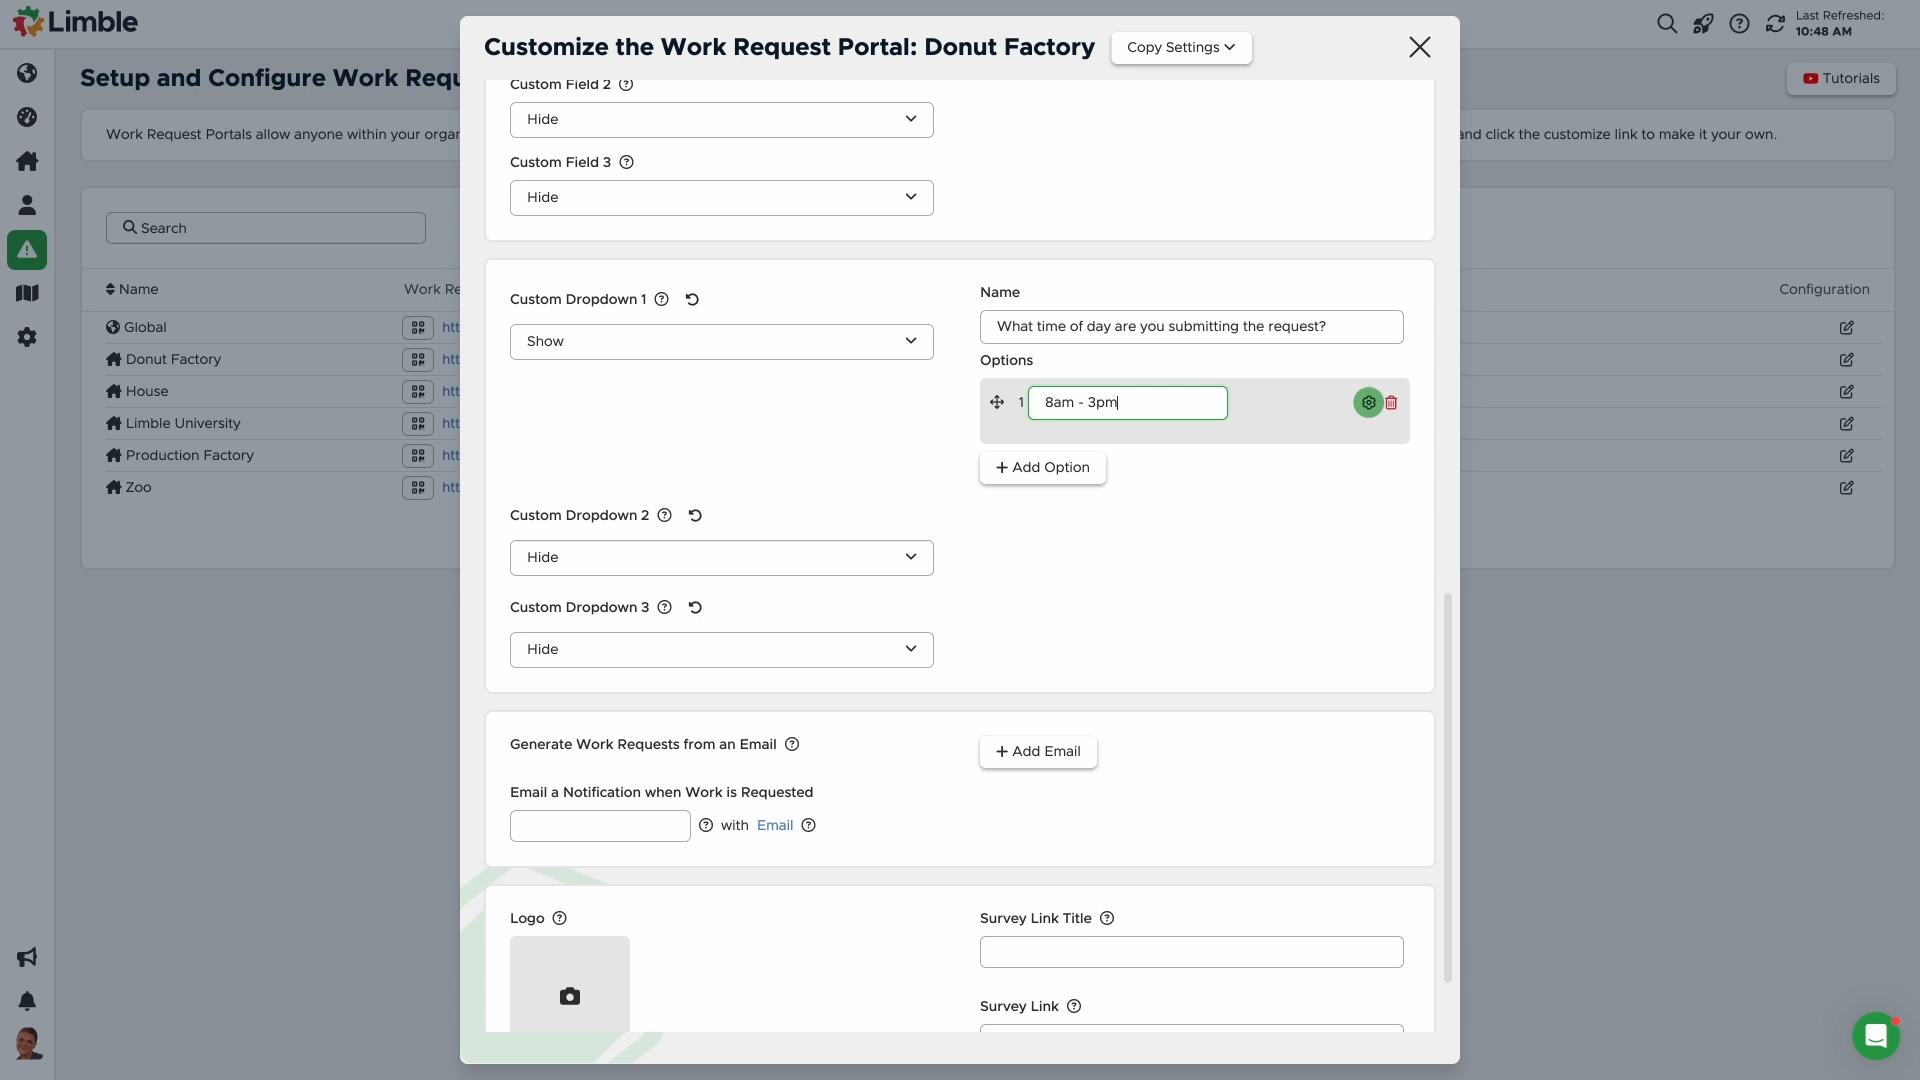 Limble
Customize the Work Request Portal: Donut Factory
Copy Settings
Last Refreshed:
10:48 AM
Setup and Configure Work Requ
Tutorials
Work Request Portals allow anyone within your organ
and click the customize link to make it your own.
Custom Field 2
Hide
Custom Field 3
Hide
Search
Name
Work Re
Configuration
Global
htt
Donut Factory
htt
House
htt
Limble University
htt
Production Factory
htt
Zoo
htt
Custom Dropdown 1
Show
Name
What time of day are you submitting the request?
Options
1
8am - 3pm
Add Option
Custom Dropdown 2
Hide
Custom Dropdown 3
Hide
Generate Work Requests from an Email
Add Email
Email a Notification when Work is Requested
with Email
Logo
Survey Link Title
Survey Link